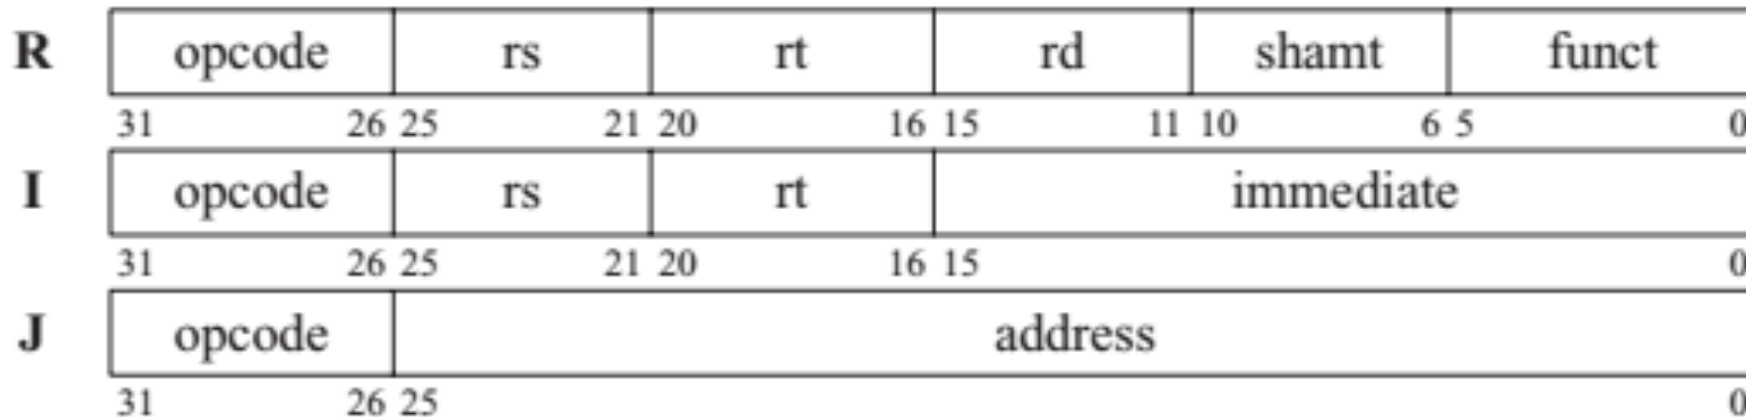 R opcode rs rt rd shamt funct
31 26 25 21 20 16 15 11 10 6 5 0
I opcode rs rt immediate
31 26 25 21 20 16 15 0
J opcode address
31 26 25 0